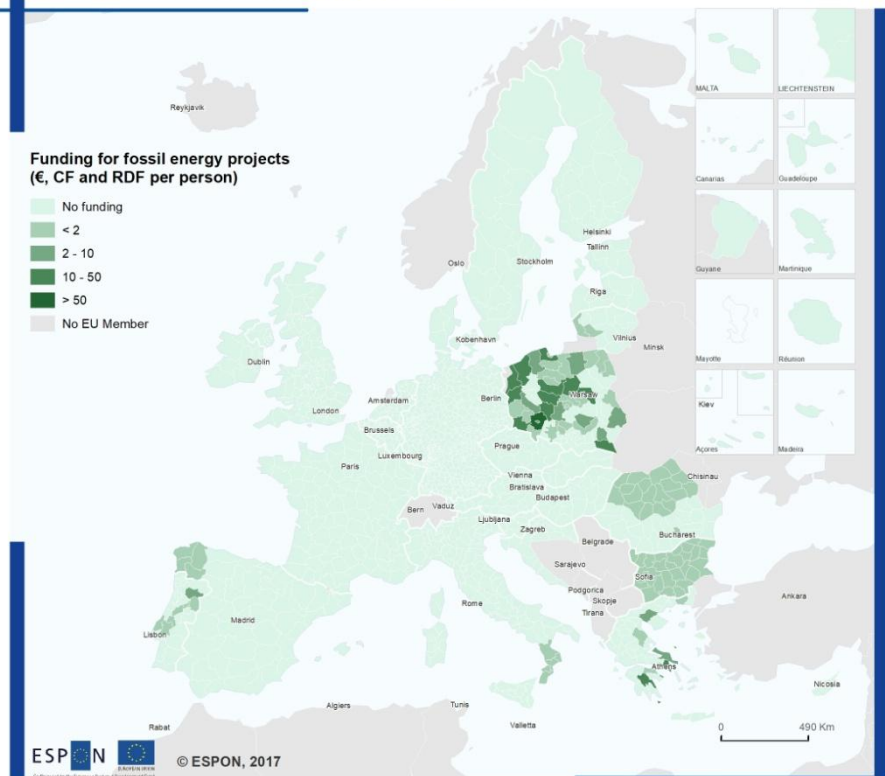 Reykjavik
Funding for fossil energy projects
(€, CF and RDF per person)
No funding
< 2
2 - 10
10 - 50
> 50
No EU Member
MALTA
LIECHTENSTEIN
Canarias
Guadeloupe
Guyane
Martinique
Mayotte
Réunion
Kiev
Açores
Madeira
Helsinki
Tallinn
Oslo
Stockholm
Riga
Vilnius
Kobenhavn
Minsk
Dublin
Amsterdam
Berlin
Warsaw
London
Brussels
Prague
Luxembourg
Paris
Chisinau
Vienna
Bratislava
Budapest
Bern
Vaduz
Ljubljana
Zagreb
Bucharest
Belgrade
Sarajevo
Sofia
Podgorica
Skopje
Tirana
Ankara
Rome
Madrid
Lisbon
Athens
Nicosia
Algiers
Tunis
Valletta
Rabat
0 490 Km
ESPON
© ESPON, 2017